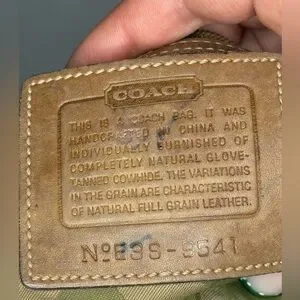 COACH
THIS IS A COACH BAG. IT WAS
HANDCRAFTED IN CHINA AND
INDIVIDUALLY BURNISHED OF
COMPLETELY NATURAL GLOVE-
TANNED COWHIDE. THE VARIATIONS
IN THE GRAIN ARE CHARACTERISTIC
OF NATURAL FULL GRAIN LEATHER.